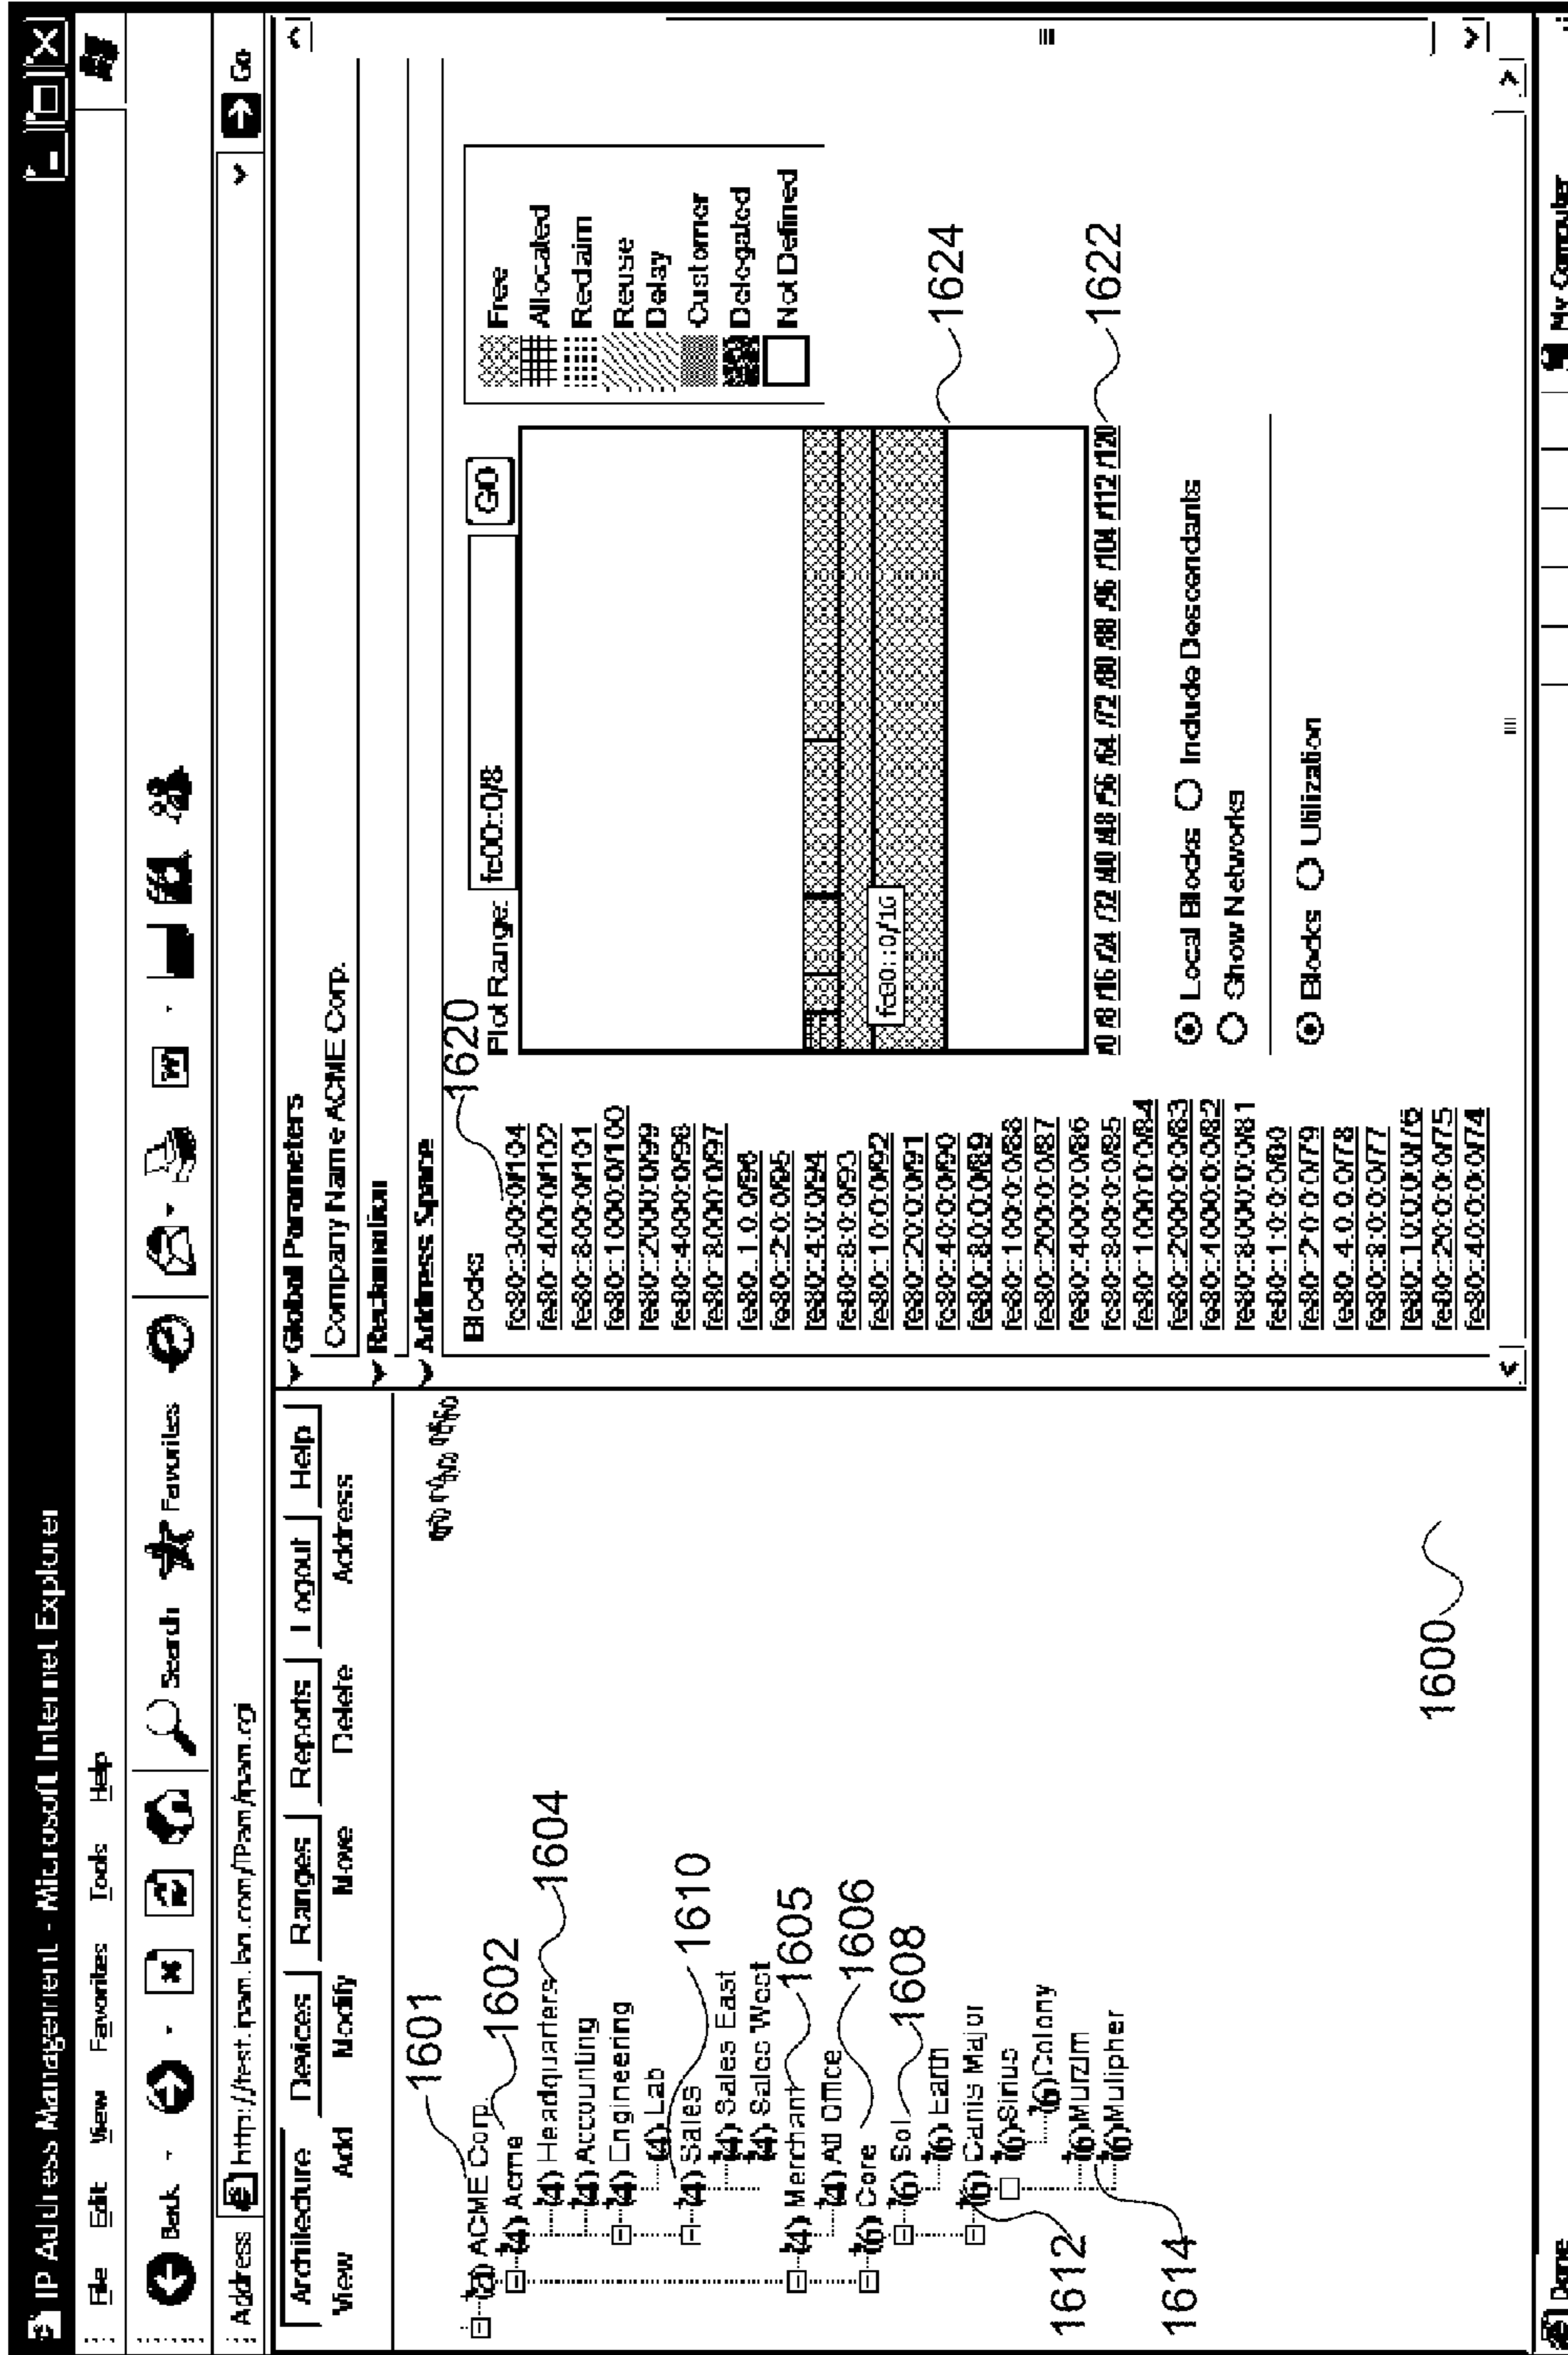 IP Address Management - Microsoft Internet Explorer
File Edit View Favorites Tools Help
Back Search Favorites
W
Address http://test.ipam.lan.com/IPam/ipam.cgi Go
Architecture Devices Ranges Reports Logout Help
View Add Modify Move Delete Address
1601
(a) ACME Corp.
1602
(4) Acme
(4) Headquarters
1604
(4) Accounting
(4) Engineering
(4) Lab
(4) Sales
1610
(4) Sales East
(4) Sales West
(4) Merchant
1605
(4) All Office
1606
(6) Core
(6) Sol
1608
(6) Earth
(6) Canis Major
1612
(6) Sirius
(6) Colony
(6) Murzim
1614
(6) Mulipher
1600
Global Parameters
Company Name ACME Corp.
Reclamation
Address Space
1620
Blocks
fe80::300:0/104
fe80::400:0/102
fe80::800:0/101
fe80::1000:0/100
fe80::2000:0/99
fe80::4000:0/98
fe80::8000:0/97
fe80::1:0:0/96
fe80::2:0:0/95
fe80::4:0:0/94
fe80::8:0:0/93
fe80::10:0:0/92
fe80::20:0:0/91
fe80::40:0:0/90
fe80::80:0:0/89
fe80::100:0:0/88
fe80::200:0:0/87
fe80::400:0:0/86
fe80::800:0:0/85
fe80::1000:0:0/84
fe80::2000:0:0/83
fe80::4000:0:0/82
fe80::8000:0:0/81
fe80::1:0:0:0/80
fe80::2:0:0:0/79
fe80::4:0:0:0/78
fe80::8:0:0:0/77
fe80::10:0:0:0/76
fe80::20:0:0:0/75
fe80::40:0:0:0/74
Plot Range: fe00::0/8 GO
fe80::0/16
1624
/0 /8 /16 /24 /32 /40 /48 /56 /64 /72 /80 /88 /96 /104 /112 /120
1622
Local Blocks Include Descendants
Show Networks
Blocks Utilization
Free
Allocated
Reclaim
Reuse
Delay
Customer
Delegated
Not Defined
Done My Computer